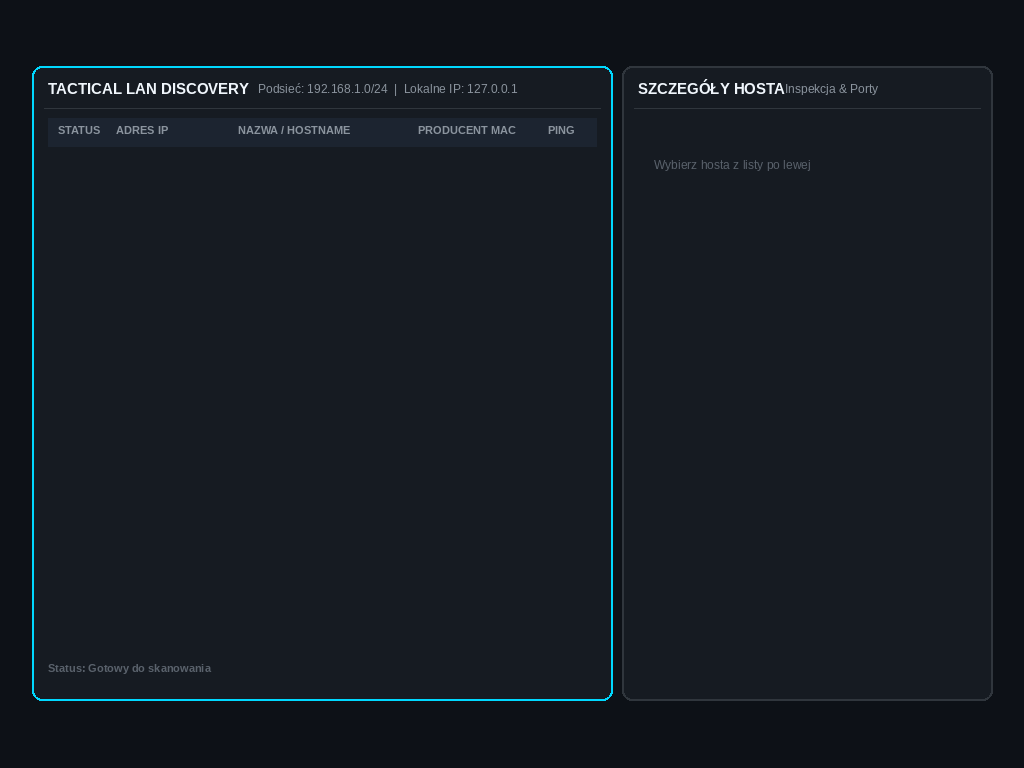 TACTICAL LAN DISCOVERY Podsieć: 192.168.1.0/24 | Lokalne IP: 127.0.0.1
STATUS ADRES IP NAZWA / HOSTNAME PRODUCENT MAC PING
Status: Gotowy do skanowania
SZCZEGÓŁY HOSTA Inspekcja & Porty
Wybierz hosta z listy po lewej